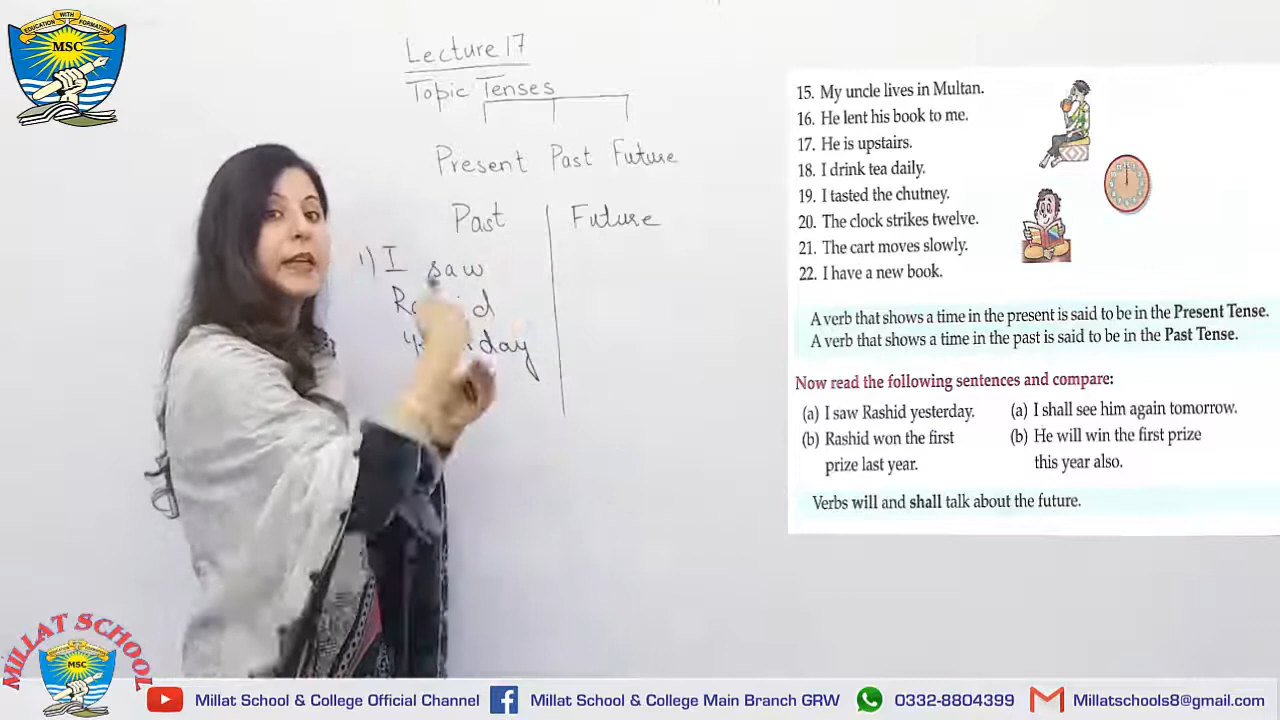 EDUCATION WITH FORMATION
MSC
Lecture 17
Topic Tenses
Present Past Future
Past Future
1) I saw
15. My uncle lives in Multan.
16. He lent his book to me.
17. He is upstairs.
18. I drink tea daily.
19. I tasted the chutney.
20. The clock strikes twelve.
21. The cart moves slowly.
22. I have a new book.
A verb that shows a time in the present is said to be in the Present Tense.
A verb that shows a time in the past is said to be in the Past Tense.
Now read the following sentences and compare:
(a) I saw Rashid yesterday.
(b) Rashid won the first
prize last year.
(a) I shall see him again tomorrow.
(b) He will win the first prize
this year also.
Verbs will and shall talk about the future.
MILLAT SCHOOL
MSC
Millat School & College Official Channel
Millat School & College Main Branch GRW
0332-8804399
Millatschools8@gmail.com